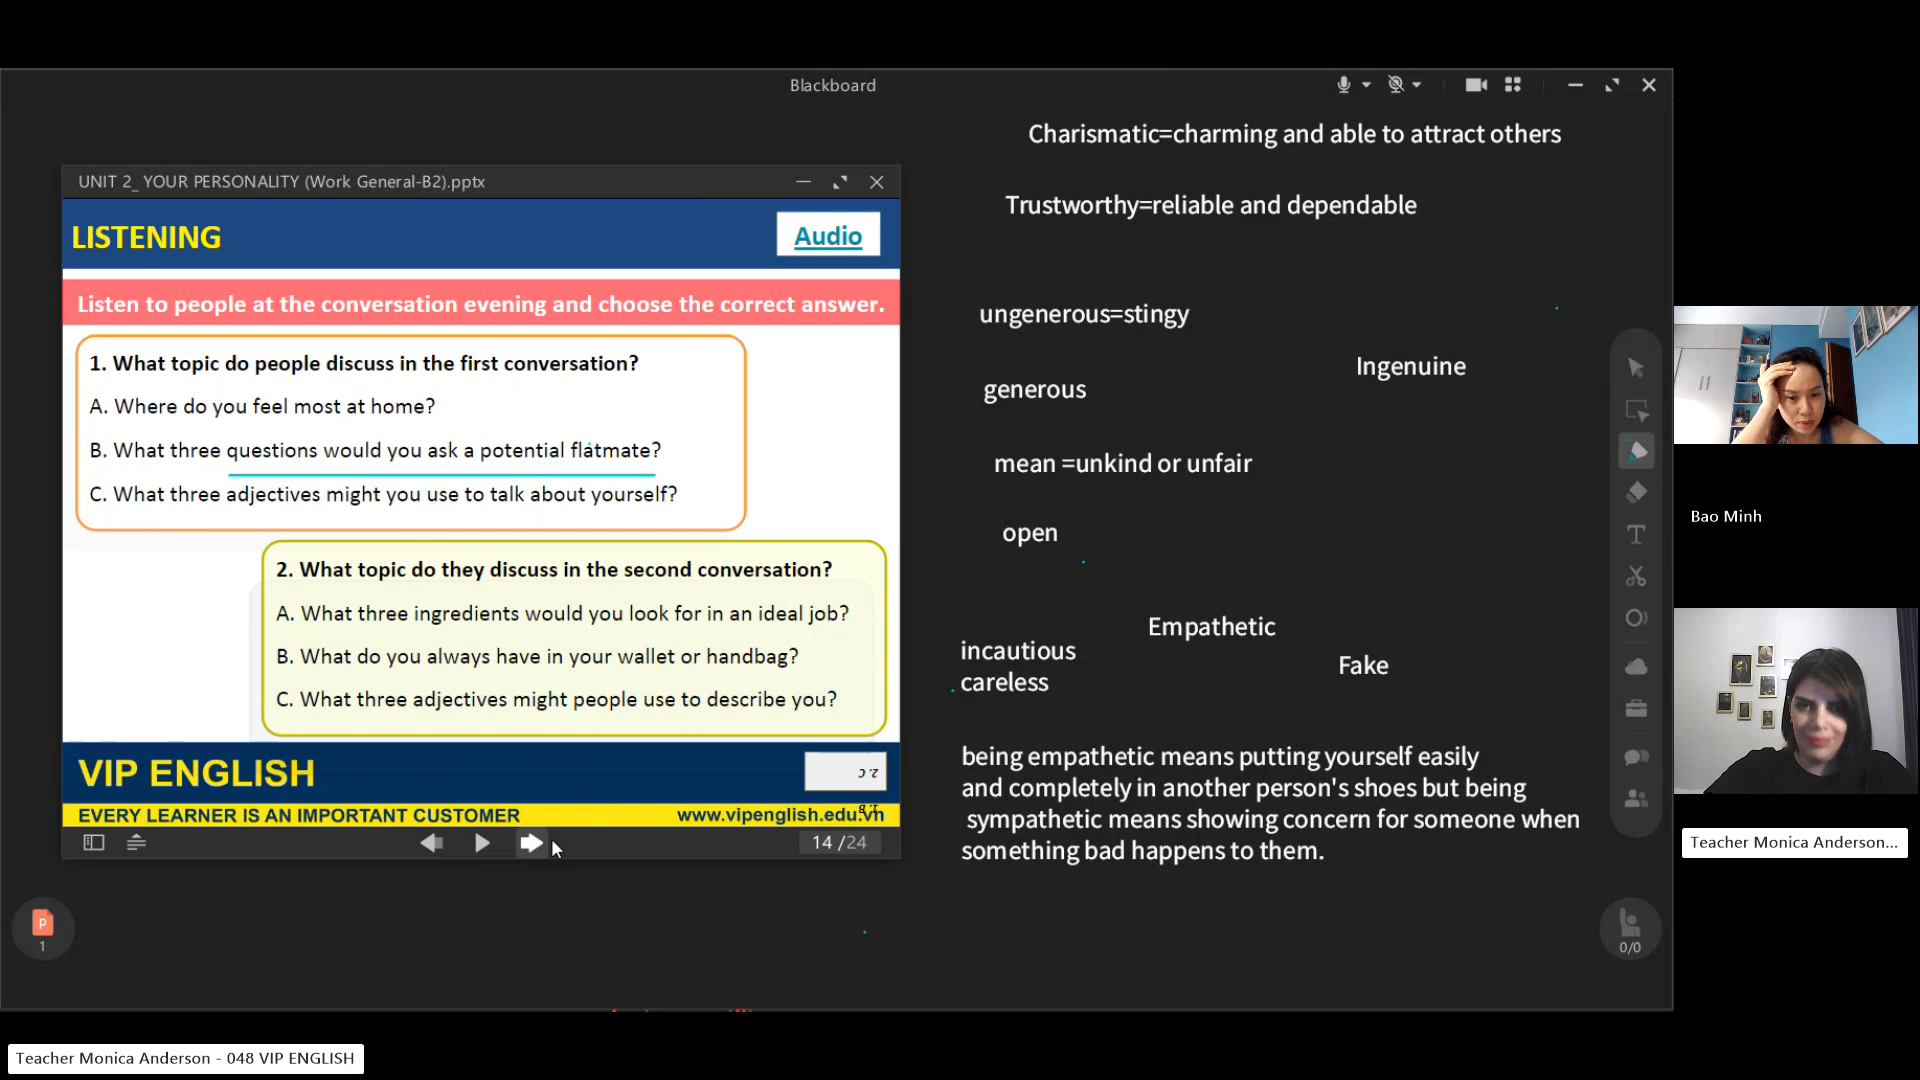 Blackboard
UNIT 2_ YOUR PERSONALITY (Work General-B2).pptx
LISTENING
Audio
Listen to people at the conversation evening and choose the correct answer.
1. What topic do people discuss in the first conversation?
A. Where do you feel most at home?
B. What three questions would you ask a potential flatmate?
C. What three adjectives might you use to talk about yourself?
2. What topic do they discuss in the second conversation?
A. What three ingredients would you look for in an ideal job?
B. What do you always have in your wallet or handbag?
C. What three adjectives might people use to describe you?
VIP ENGLISH
EVERY LEARNER IS AN IMPORTANT CUSTOMER
www.vipenglish.edu.vn
14 /24
P
1
Charismatic=charming and able to attract others
Trustworthy=reliable and dependable
ungenerous=stingy
Ingenuine
generous
mean =unkind or unfair
open
Empathetic
incautious
careless
Fake
being empathetic means putting yourself easily
and completely in another person's shoes but being
sympathetic means showing concern for someone when
something bad happens to them.
0/0
Bao Minh
Teacher Monica Anderson...
Teacher Monica Anderson - 048 VIP ENGLISH